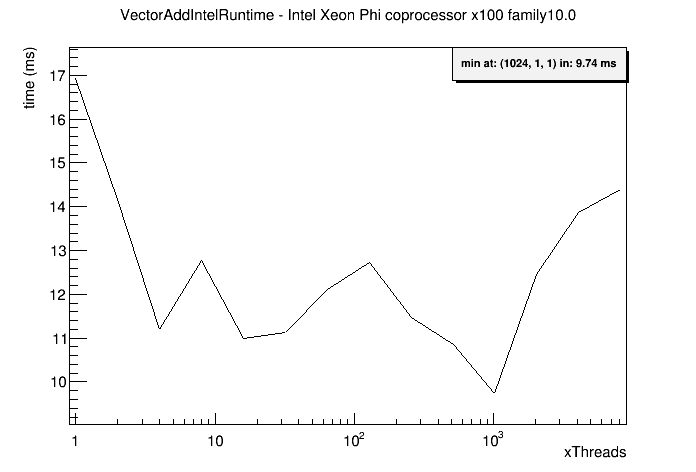 VectorAddIntelRuntime - Intel Xeon Phi coprocessor x100 family10.0
time (ms)
min at: (1024, 1, 1) in: 9.74 ms
17
16
15
14
13
12
11
10
1 10 10² 10³
xThreads